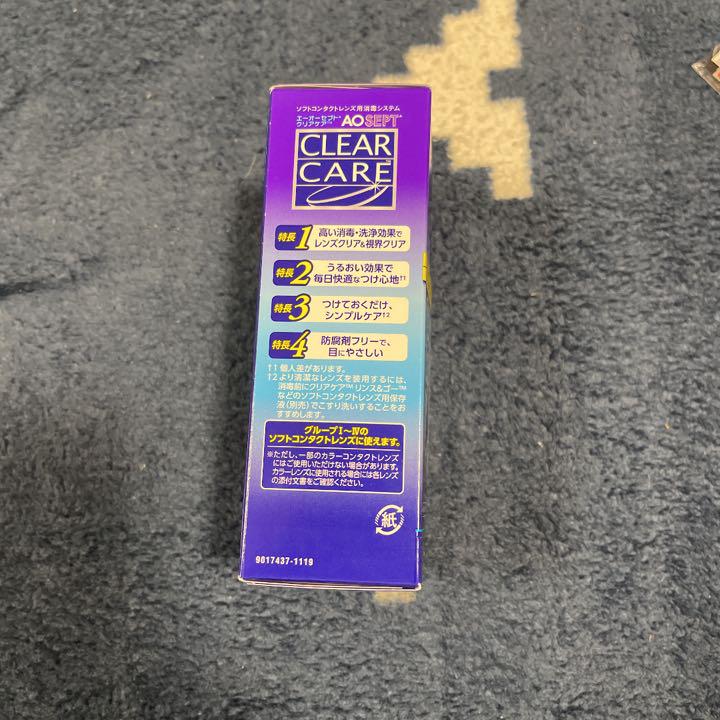 ソフトコンタクトレンズ用消毒システム
エーオーセプト
クリアケア™ AOSEPT
CLEAR
CARE™
特長1 高い消毒・洗浄効果で
レンズクリア&視界クリア
特長2 うるおい効果で
毎日快適なつけ心地†1
特長3 つけておくだけ、
シンプルケア†2
特長4 防腐剤フリーで、
目にやさしい
†1 個人差があります。
†2 より清潔なレンズを装用するには、
消毒前にクリアケア™ リンス&ゴー™
などのソフトコンタクトレンズ用保存
液(別売)でこすり洗いすることをお
すすめします。
グループⅠ〜Ⅳの
ソフトコンタクトレンズに使えます。
※ただし、一部のカラーコンタクトレンズ
にはご使用いただけない場合があります。
カラーレンズに使用される場合には各レンズ
の添付文書をご確認ください。
紙
9017437-1119